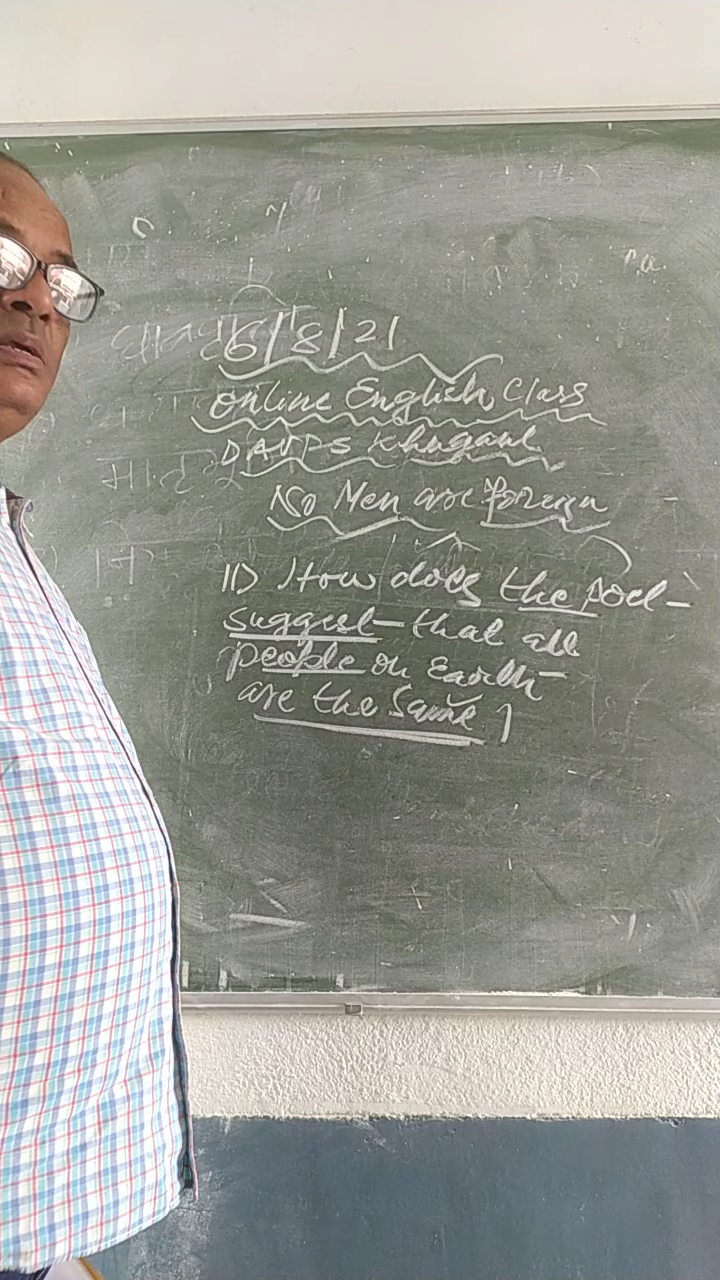 6/8/21
Online English Class
DAVPS Khagaul
No Men are foreign
11) How does the Poet
suggest that all
people on Earth
are the same ?